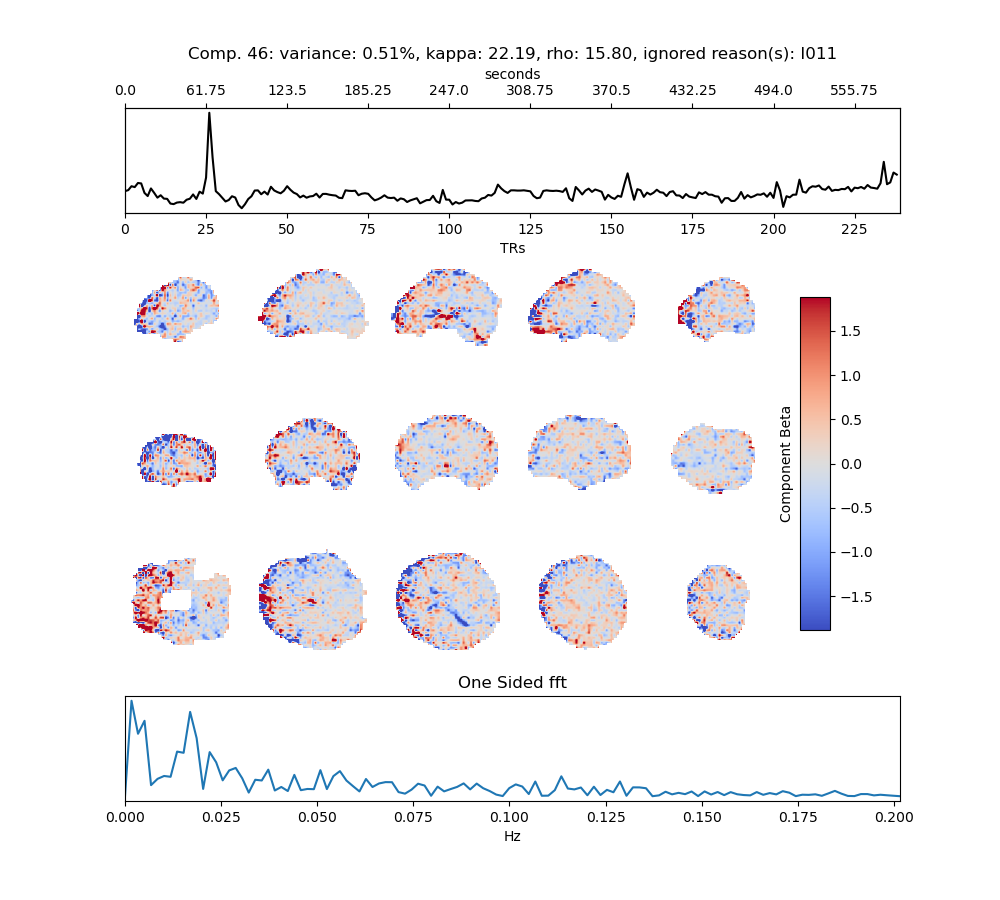 Comp. 46: variance: 0.51%, kappa: 22.19, rho: 15.80, ignored reason(s): I011
seconds
0.0 61.75 123.5 185.25 247.0 308.75 370.5 432.25 494.0 555.75
0 25 50 75 100 125 150 175 200 225
TRs
1.5
1.0
0.5
0.0
−0.5
−1.0
−1.5
Component Beta
One Sided fft
0.000 0.025 0.050 0.075 0.100 0.125 0.150 0.175 0.200
Hz